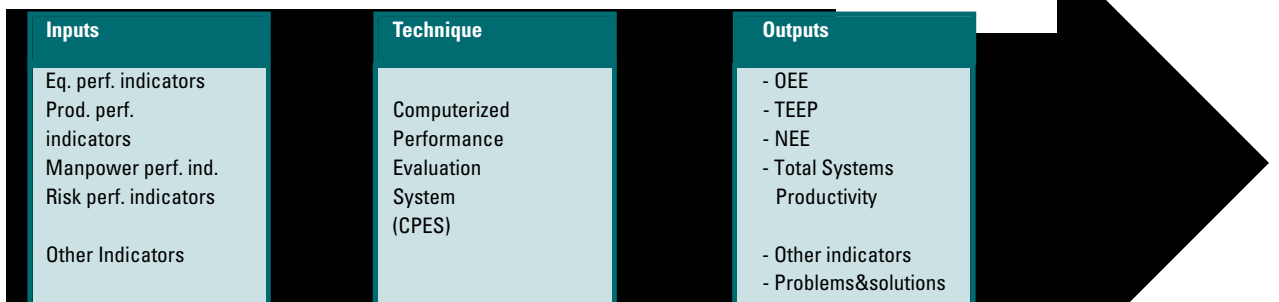 Inputs
Eq. perf. indicators
Prod. perf.
indicators
Manpower perf. ind.
Risk perf. indicators
Other Indicators
Technique
Computerized
Performance
Evaluation
System
(CPES)
Outputs
- OEE
- TEEP
- NEE
- Total Systems
Productivity
- Other indicators
- Problems&solutions